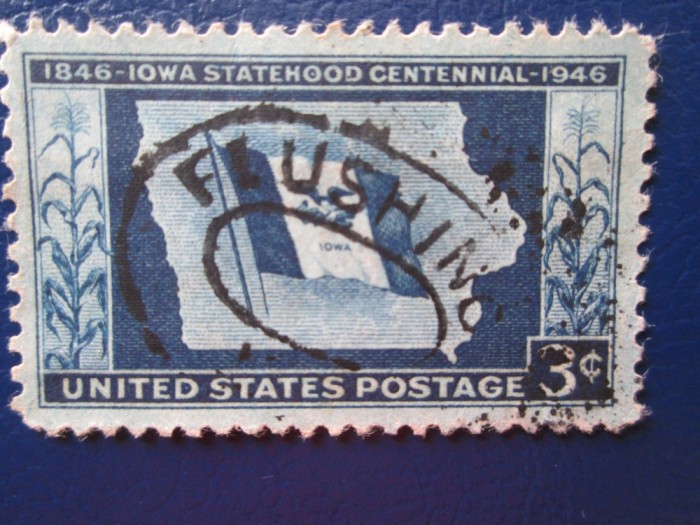 1846-IOWA STATEHOOD CENTENNIAL-1946
FLUSHING
IOWA
UNITED STATES POSTAGE 3¢